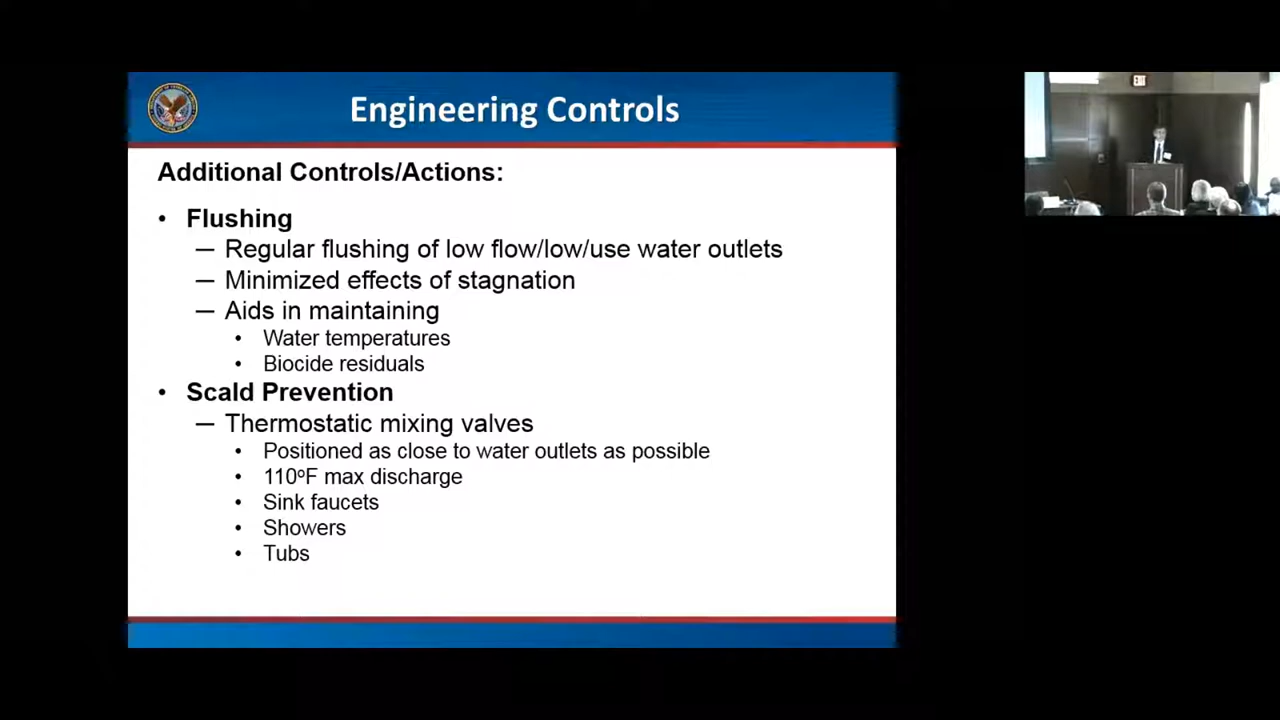 Engineering Controls
Additional Controls/Actions:
• Flushing
— Regular flushing of low flow/low/use water outlets
— Minimized effects of stagnation
— Aids in maintaining
• Water temperatures
• Biocide residuals
• Scald Prevention
— Thermostatic mixing valves
• Positioned as close to water outlets as possible
• 110ºF max discharge
• Sink faucets
• Showers
• Tubs
EXIT